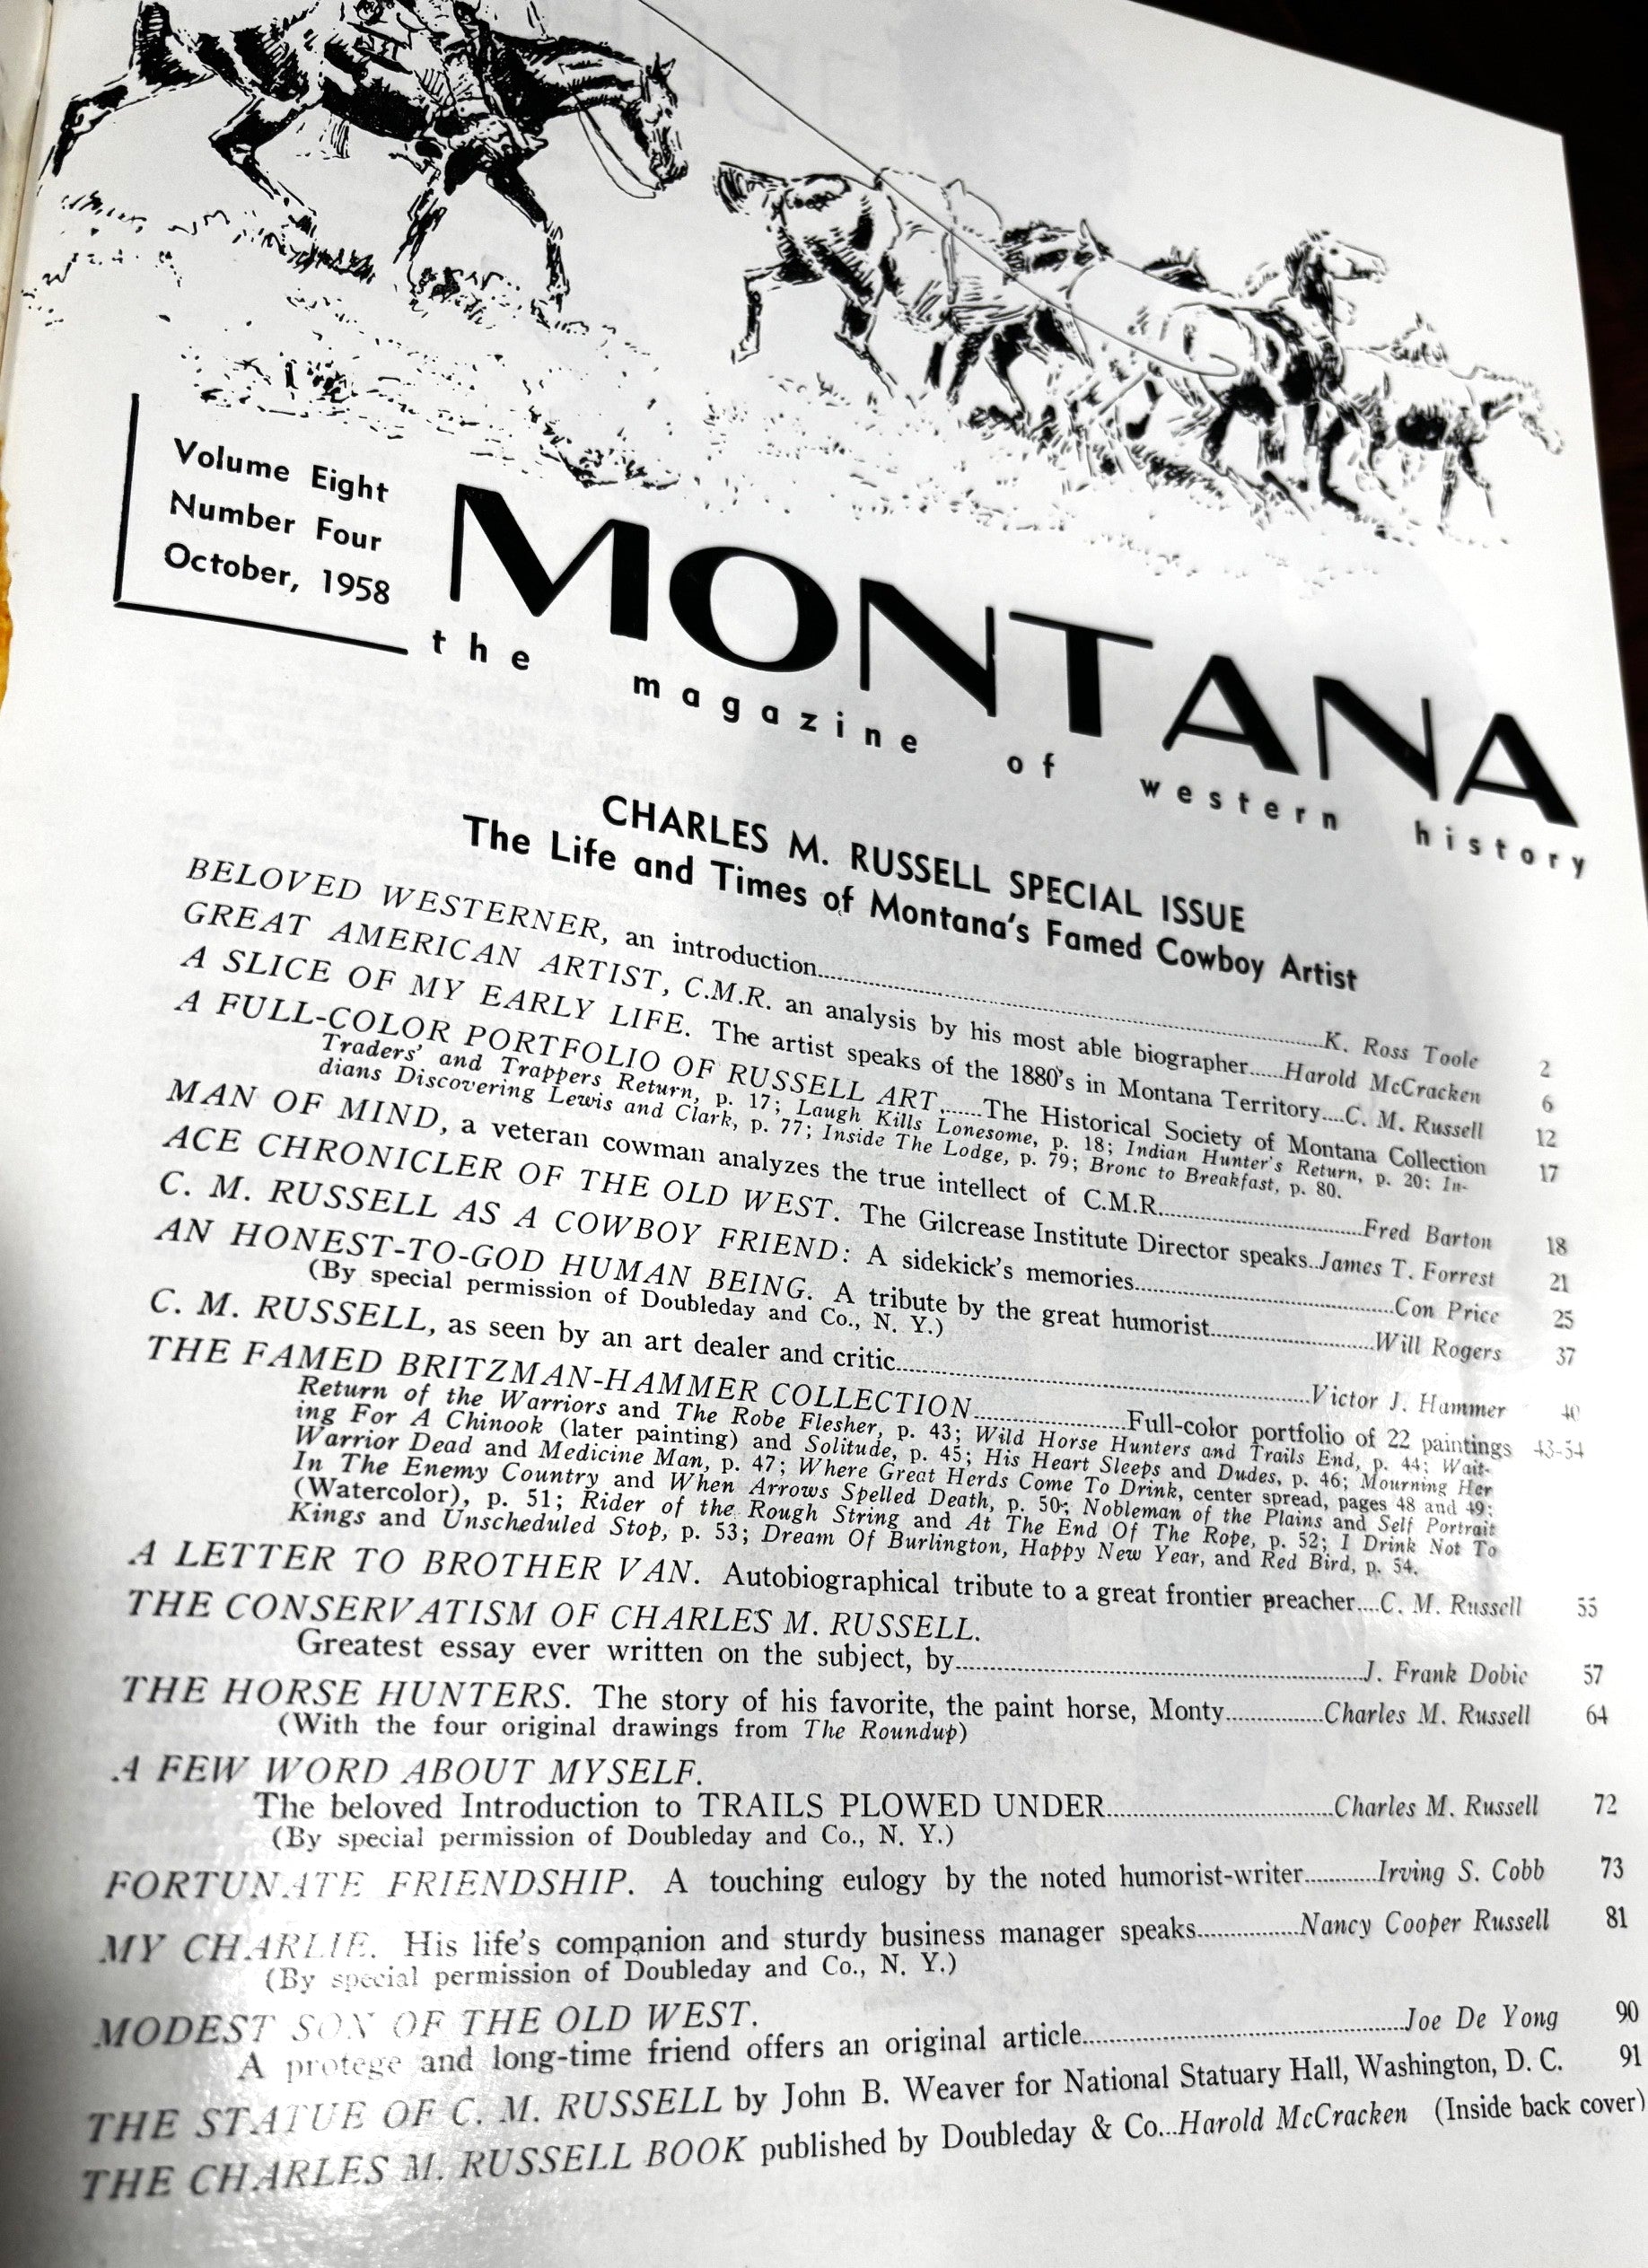 Volume Eight
Number Four
October, 1958
MONTANA
the magazine of western history
CHARLES M. RUSSELL SPECIAL ISSUE
The Life and Times of Montana's Famed Cowboy Artist
BELOVED WESTERNER, an introduction....................K. Ross Toole 2
GREAT AMERICAN ARTIST, C.M.R. an analysis by his most able biographer......Harold McCracken 6
A SLICE OF MY EARLY LIFE. The artist speaks of the 1880's in Montana Territory....C. M. Russell 12
A FULL-COLOR PORTFOLIO OF RUSSELL ART.......The Historical Society of Montana Collection 17
Traders' and Trappers Return, p. 17; Laugh Kills Lonesome, p. 18; Indian Hunter's Return, p. 20; In-
dians Discovering Lewis and Clark, p. 77; Inside The Lodge, p. 79; Bronc to Breakfast, p. 80.
MAN OF MIND, a veteran cowman analyzes the true intellect of C.M.R....................Fred Barton 18
ACE CHRONICLER OF THE OLD WEST. The Gilcrease Institute Director speaks..James T. Forrest 21
C. M. RUSSELL AS A COWBOY FRIEND: A sidekick's memories....................Con Price 25
AN HONEST-TO-GOD HUMAN BEING. A tribute by the great humorist....................Will Rogers 37
(By special permission of Doubleday and Co., N. Y.)
C. M. RUSSELL, as seen by an art dealer and critic....................Victor J. Hammer 40
THE FAMED BRITZMAN-HAMMER COLLECTION....................Full-color portfolio of 22 paintings 43-54
Return of the Warriors and The Robe Flesher, p. 43; Wild Horse Hunters and Trails End, p. 44; Wait-
ing For A Chinook (later painting) and Solitude, p. 45; His Heart Sleeps and Dudes, p. 46; Mourning Her
Warrior Dead and Medicine Man, p. 47; Where Great Herds Come To Drink, center spread, pages 48 and 49;
In The Enemy Country and When Arrows Spelled Death, p. 50; Nobleman of the Plains and Self Portrait
(Watercolor), p. 51; Rider of the Rough String and At The End Of The Rope, p. 52; I Drink Not To
Kings and Unscheduled Stop, p. 53; Dream Of Burlington, Happy New Year, and Red Bird, p. 54.
A LETTER TO BROTHER VAN. Autobiographical tribute to a great frontier preacher....C. M. Russell 55
THE CONSERVATISM OF CHARLES M. RUSSELL.
Greatest essay ever written on the subject, by....................J. Frank Dobie 57
THE HORSE HUNTERS. The story of his favorite, the paint horse, Monty...............Charles M. Russell 64
(With the four original drawings from The Roundup)
A FEW WORD ABOUT MYSELF.
The beloved Introduction to TRAILS PLOWED UNDER....................Charles M. Russell 72
(By special permission of Doubleday and Co., N. Y.)
FORTUNATE FRIENDSHIP. A touching eulogy by the noted humorist-writer............Irving S. Cobb 73
MY CHARLIE. His life's companion and sturdy business manager speaks...............Nancy Cooper Russell 81
(By special permission of Doubleday and Co., N. Y.)
MODEST SON OF THE OLD WEST.
A protege and long-time friend offers an original article....................Joe De Yong 90
THE STATUE OF C. M. RUSSELL by John B. Weaver for National Statuary Hall, Washington, D. C. 91
THE CHARLES M. RUSSELL BOOK published by Doubleday & Co...Harold McCracken (Inside back cover)